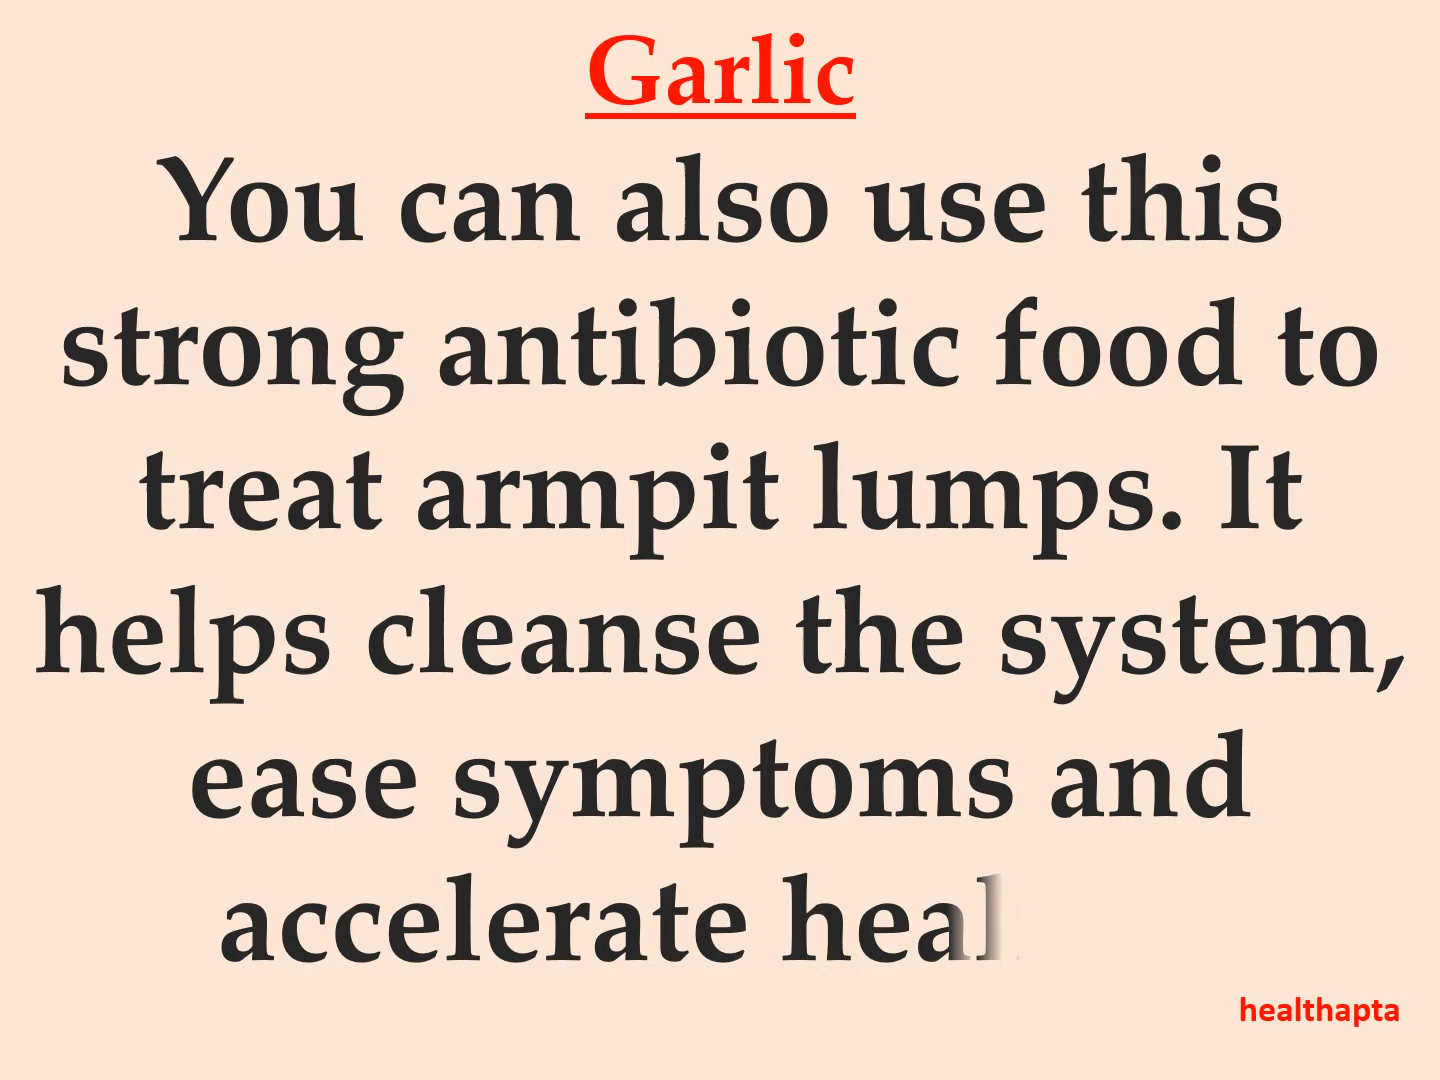 Garlic
You can also use this
strong antibiotic food to
treat armpit lumps. It
helps cleanse the system,
ease symptoms and
accelerate
healthapta